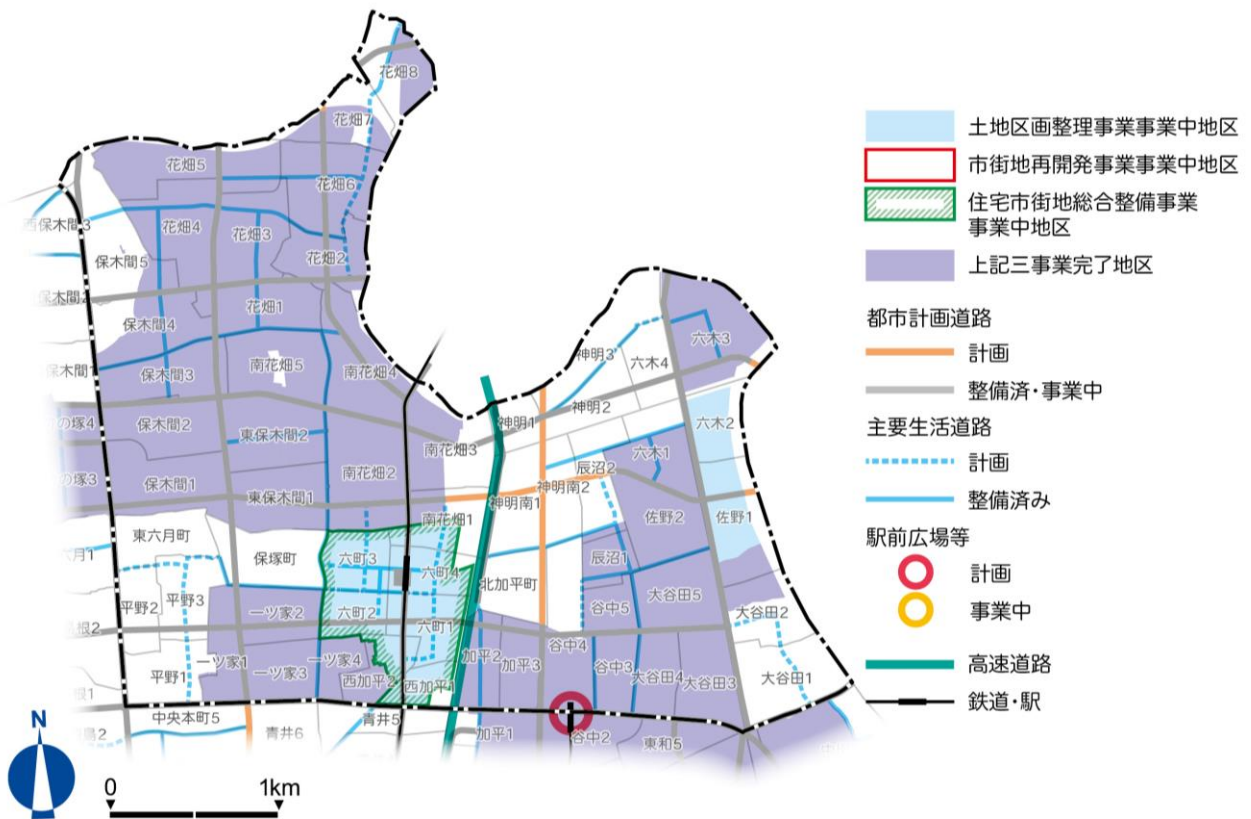 花畑8
花畑7
花畑5
花畑6
西保木間3
花畑4
花畑3
花畑2
保木間5
保木間2
花畑1
保木間4
神明3
六木3
六木4
保木間1
保木間3
南花畑5
南花畑4
神明2
神明1
六木2
の塚4
保木間2
東保木間2
南花畑3
六木1
の塚3
保木間1
南花畑2
辰沼2
東保木間1
神明南2
神明南1
南花畑1
佐野2
佐野1
東六月町
六月1
保塚町
六町3
六町4
辰沼1
北加平町
平野2
平野3
一ツ家2
六町2
六町1
谷中5
大谷田5
大谷田2
根2
谷中4
一ツ家1
一ツ家4
加平2
加平3
谷中3
平野1
一ツ家3
西加平2
西加平1
大谷田4
大谷田3
大谷田1
根1
中央本町5
青井5
島2
青井6
加平1
谷中2
東和5
土地区画整理事業事業中地区
市街地再開発事業事業中地区
住宅市街地総合整備事業
事業中地区
上記三事業完了地区
都市計画道路
計画
整備済・事業中
主要生活道路
計画
整備済み
駅前広場等
計画
事業中
高速道路
鉄道・駅
N
0
1km